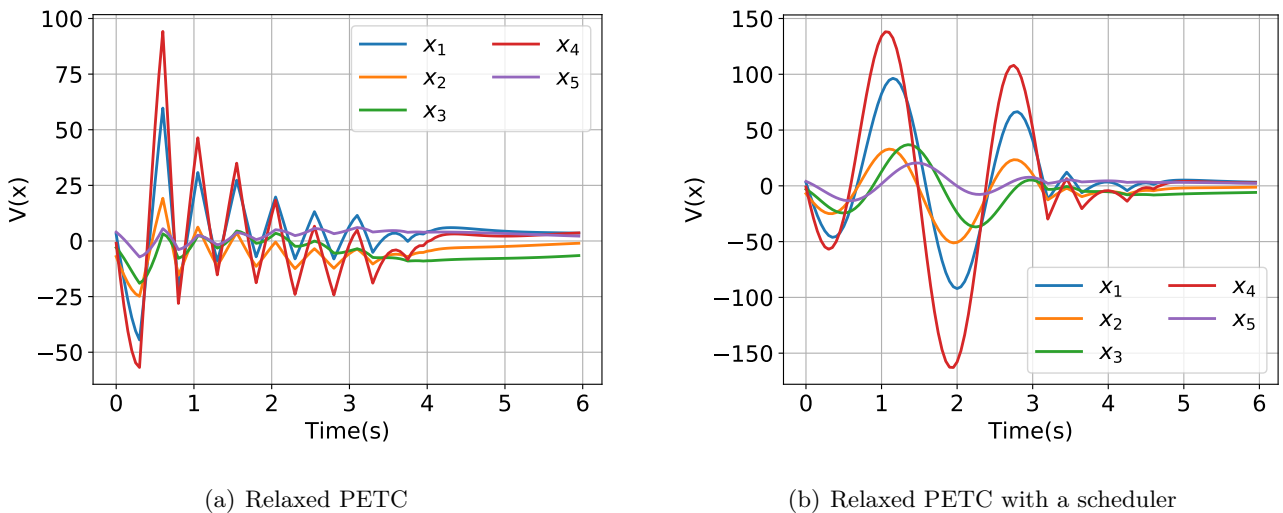 100
75
50
25
0
−25
−50
V(x)
x₁ x₄
x₂ x₅
x₃
0 1 2 3 4 5 6
Time(s)
(a) Relaxed PETC
150
100
50
0
−50
−100
−150
V(x)
x₁ x₄
x₂ x₅
x₃
0 1 2 3 4 5 6
Time(s)
(b) Relaxed PETC with a scheduler